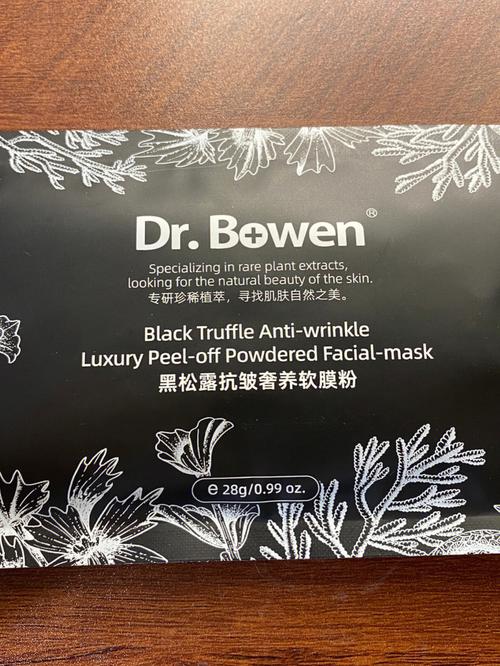 Dr. Bowen®
Specializing in rare plant extracts,
looking for the natural beauty of the skin.
专研珍稀植萃，寻找肌肤自然之美。
Black Truffle Anti-wrinkle
Luxury Peel-off Powdered Facial-mask
黑松露抗皱奢养软膜粉
℮ 28g/0.99 oz.